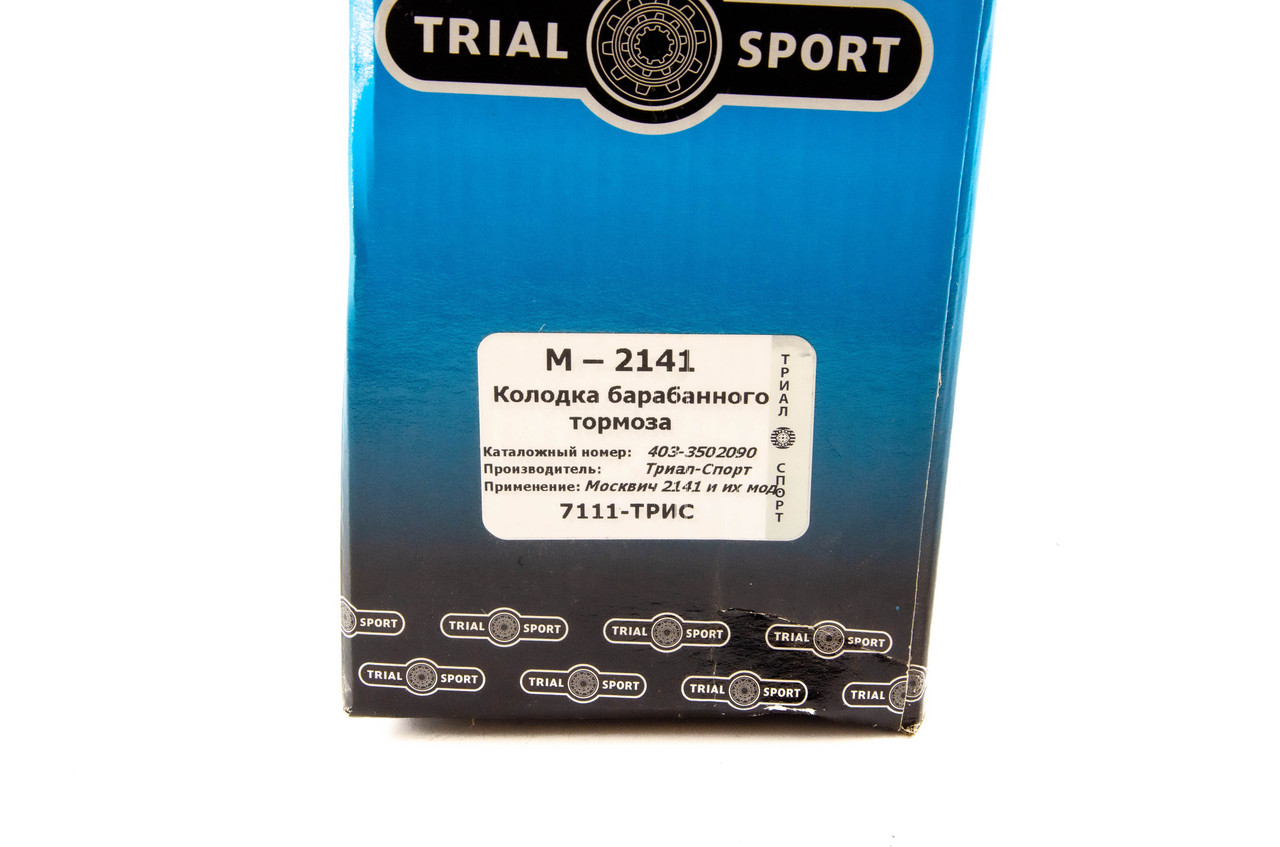 TRIAL SPORT
М – 2141
Колодка барабанного
тормоза
Каталожный номер: 403-3502090
Производитель: Триал-Спорт
Применение: Москвич 2141 и их мод.
7111-ТРИС
ТРИАЛ СПОРТ
SPORT
TRIAL SPORT
TRIAL SPORT
TRIAL SPORT
TRIAL SPORT
TRIAL SPORT
TRIAL SPORT
TRIAL